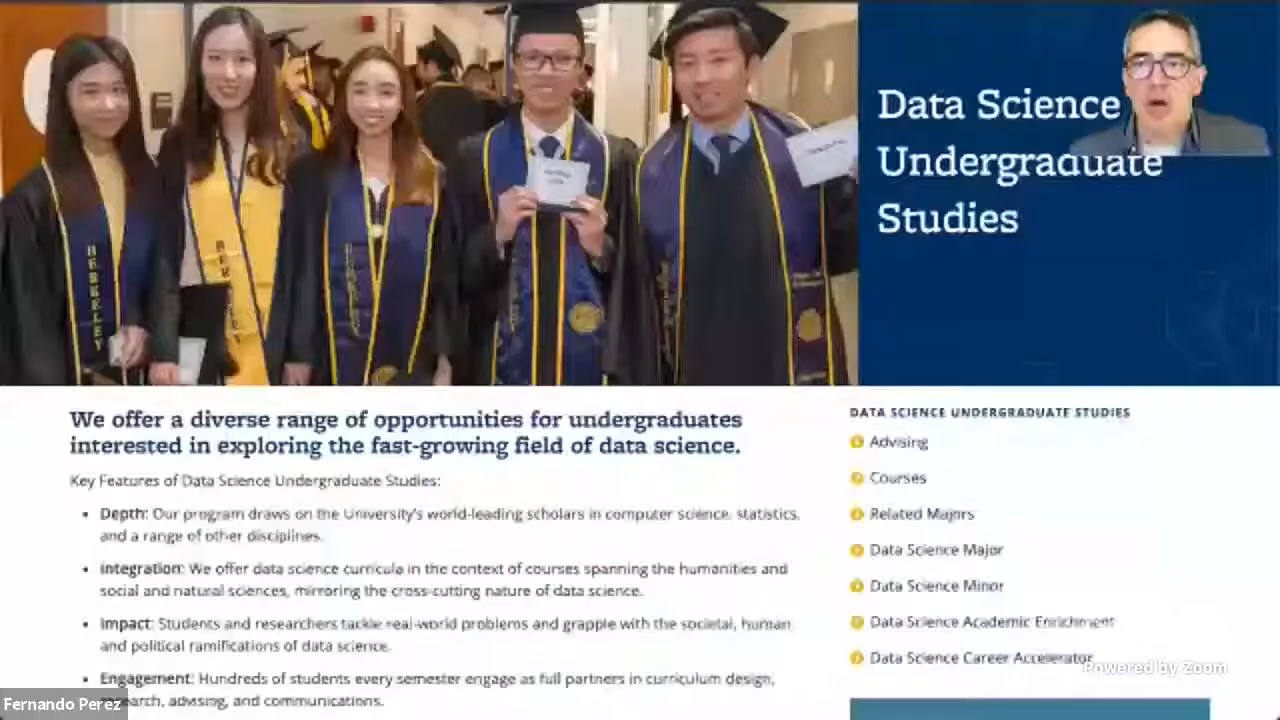 BERKELEY
Data Science
Undergraduate
Studies
We offer a diverse range of opportunities for undergraduates
interested in exploring the fast-growing field of data science.
Key Features of Data Science Undergraduate Studies:
• Depth: Our program draws on the University's world-leading scholars in computer science, statistics,
and a range of other disciplines.
• Integration: We offer data science curricula in the context of courses spanning the humanities and
social and natural sciences, mirroring the cross-cutting nature of data science.
• Impact: Students and researchers tackle real-world problems and grapple with the societal, human
and political ramifications of data science.
• Engagement: Hundreds of students every semester engage as full partners in curriculum design,
research, advising, and communications.
DATA SCIENCE UNDERGRADUATE STUDIES
Advising
Courses
Related Majors
Data Science Major
Data Science Minor
Data Science Academic Enrichment
Data Science Career Accelerator
Powered by Zoom
Fernando Perez